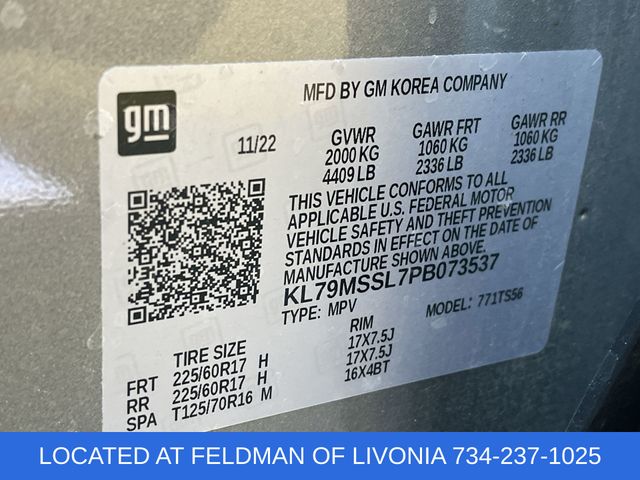 MFD BY GM KOREA COMPANY
gm
11/22
GVWR GAWR FRT GAWR RR
2000 KG 1060 KG 1060 KG
4409 LB 2336 LB 2336 LB
THIS VEHICLE CONFORMS TO ALL
APPLICABLE U.S. FEDERAL MOTOR
VEHICLE SAFETY AND THEFT PREVENTION
STANDARDS IN EFFECT ON THE DATE OF
MANUFACTURE SHOWN ABOVE.
KL79MSSL7PB073537
TYPE: MPV MODEL: 771TS56
TIRE SIZE RIM
FRT 225/60R17 H 17X7.5J
RR 225/60R17 H 17X7.5J
SPA T125/70R16 M 16X4BT
LOCATED AT FELDMAN OF LIVONIA 734-237-1025